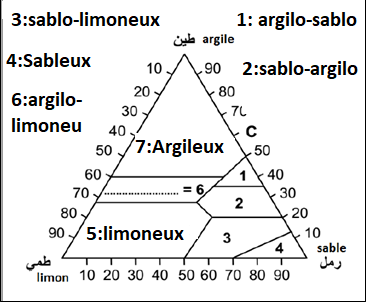 3:sablo-limoneux
1: argilo-sablo
4:Sableux
2:sablo-argilo
6:argilo-
limoneu
طين argile
10 90
20 80
30 70
40 60 C
7:Argileux
50 50
60 40
1
70 ................. = 6 30
2
80 20
90 10
5:limoneux
3
4
sable
طمي رمل
limon 10 20 30 40 50 60 70 80 90